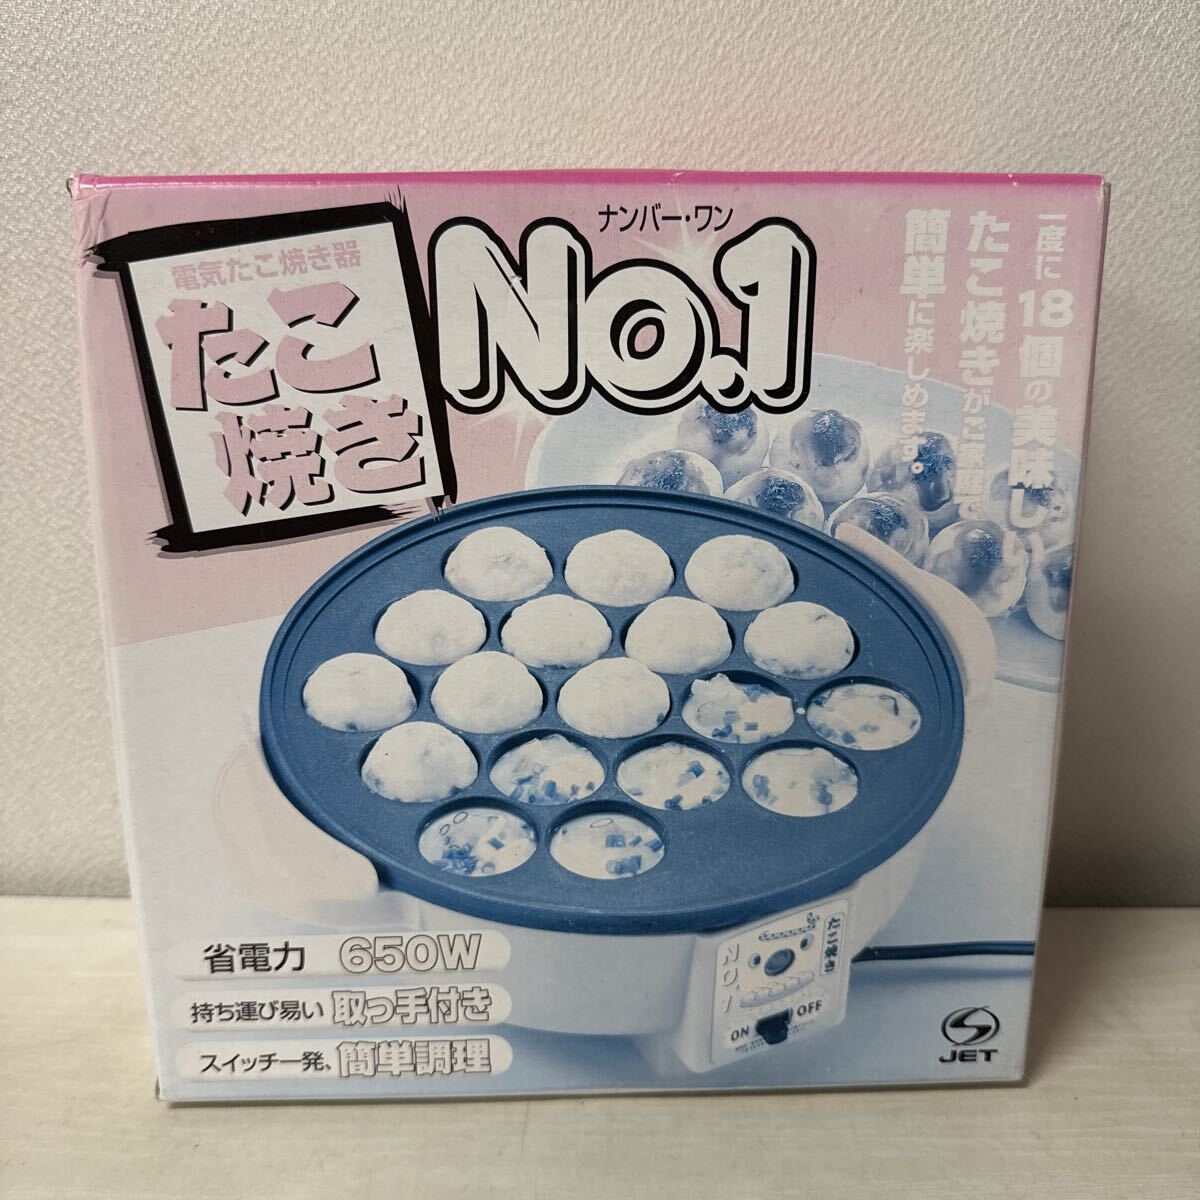 電気たこ焼き器
たこ
焼き
ナンバー・ワン
No.1
一度に18個の美味しい
たこ焼きがご家庭で
簡単に楽しめます。
省電力 650W
持ち運び易い 取っ手付き
スイッチ一発、簡単調理
たこ焼き
NO.1
ON
OFF
JET